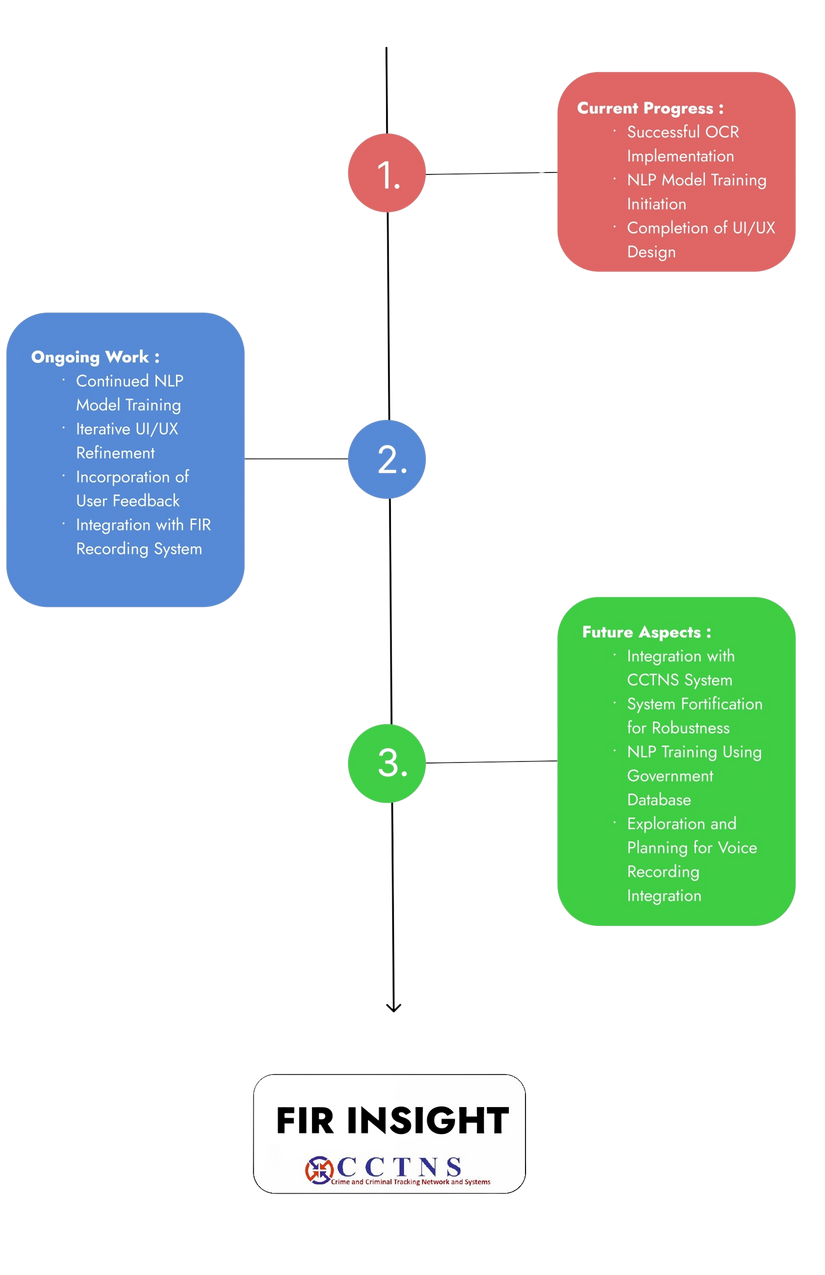 1.
Current Progress :
· Successful OCR
Implementation
· NLP Model Training
Initiation
· Completion of UI/UX
Design
2.
Ongoing Work :
· Continued NLP
Model Training
· Iterative UI/UX
Refinement
· Incorporation of
User Feedback
· Integration with FIR
Recording System
3.
Future Aspects :
· Integration with
CCTNS System
· System Fortification
for Robustness
· NLP Training Using
Government
Database
· Exploration and
Planning for Voice
Recording
Integration
FIR INSIGHT
CCTNS
Crime and Criminal Tracking Network and Systems